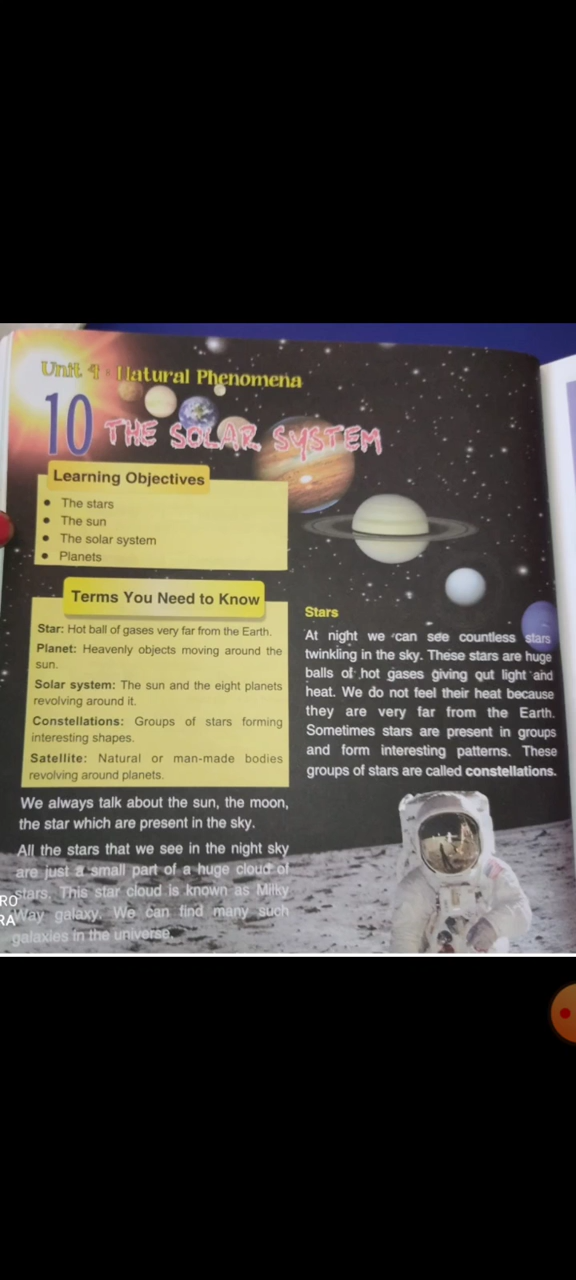 Unit 4 : Natural Phenomena
10 THE SOLAR SYSTEM
Learning Objectives
• The stars
• The sun
• The solar system
• Planets
Terms You Need to Know
Star: Hot ball of gases very far from the Earth.
Planet: Heavenly objects moving around the
sun.
Solar system: The sun and the eight planets
revolving around it.
Constellations: Groups of stars forming
interesting shapes.
Satellite: Natural or man-made bodies
revolving around planets.
We always talk about the sun, the moon,
the star which are present in the sky.
All the stars that we see in the night sky
are just a small part of a huge cloud of
stars. This star cloud is known as Milky
Way galaxy. We can find many such
galaxies in the universe.
Stars
At night we can see countless stars
twinkling in the sky. These stars are huge
balls of hot gases giving out light and
heat. We do not feel their heat because
they are very far from the Earth.
Sometimes stars are present in groups
and form interesting patterns. These
groups of stars are called constellations.
RO
RA